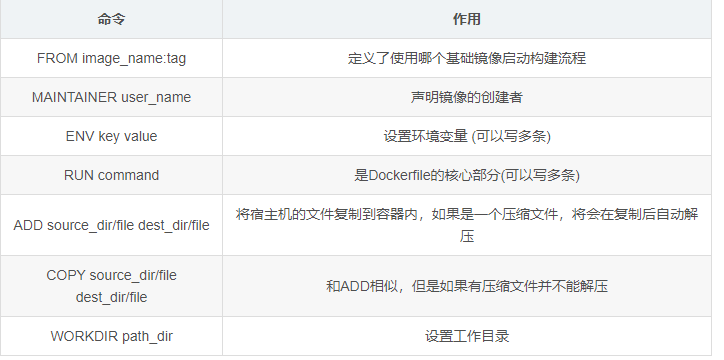 命令 作用
FROM image_name:tag 定义了使用哪个基础镜像启动构建流程
MAINTAINER user_name 声明镜像的创建者
ENV key value 设置环境变量 (可以写多条)
RUN command 是Dockerfile的核心部分(可以写多条)
ADD source_dir/file dest_dir/file 将宿主机的文件复制到容器内，如果是一个压缩文件，将会在复制后自动解
压
COPY source_dir/file
dest_dir/file
和ADD相似，但是如果有压缩文件并不能解压
WORKDIR path_dir 设置工作目录